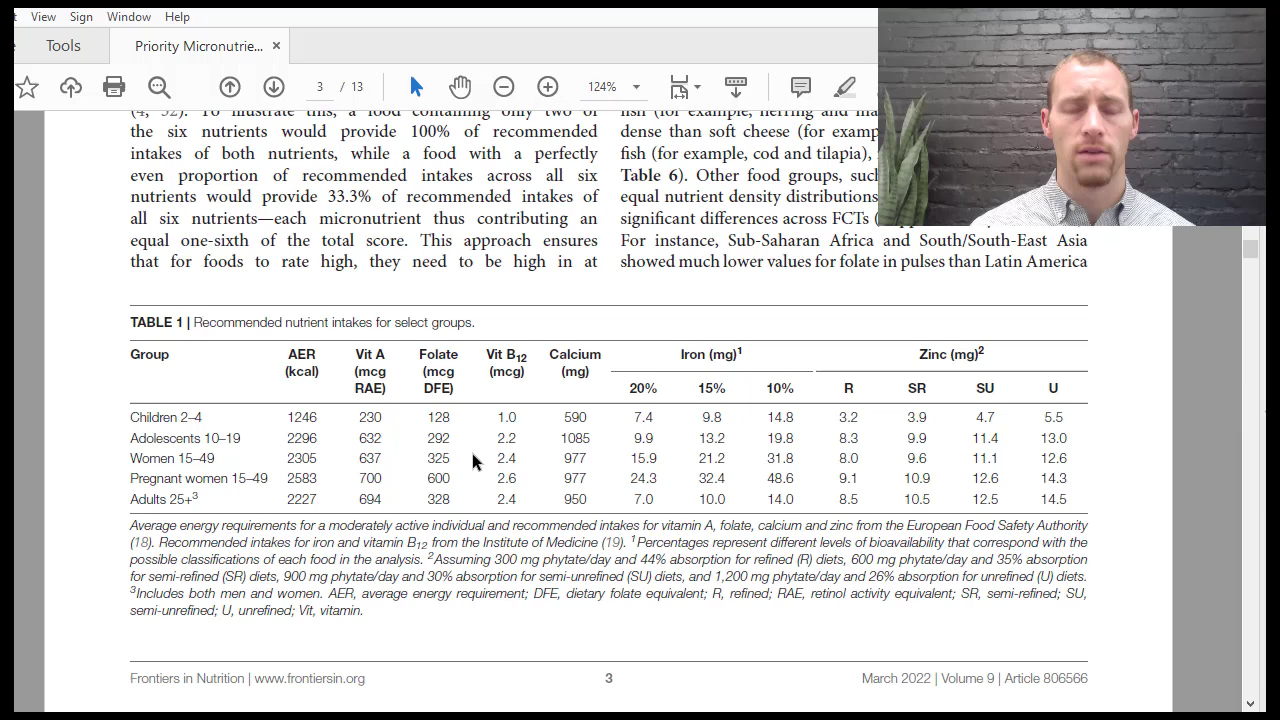 View Sign Window Help
Tools Priority Micronutrie... ×
3 / 13 124%
(4, 32). To illustrate this, a food containing only two of
the six nutrients would provide 100% of recommended
intakes of both nutrients, while a food with a perfectly
even proportion of recommended intakes across all six
nutrients would provide 33.3% of recommended intakes of
all six nutrients—each micronutrient thus contributing an
equal one-sixth of the total score. This approach ensures
that for foods to rate high, they need to be high in at
fish (for example, herring and
dense than soft cheese (for
fish (for example, cod and tilapia),
Table 6). Other food groups,
equal nutrient density distributions
significant differences across FCTs
For instance, Sub-Saharan Africa and South/South-East Asia
showed much lower values for folate in pulses than Latin America
TABLE 1 | Recommended nutrient intakes for select groups.
Group AER (kcal) Vit A (mcg RAE) Folate (mcg DFE) Vit B12 (mcg) Calcium (mg) Iron (mg)1 Zinc (mg)2
20% 15% 10% R SR SU U
Children 2–4 1246 230 128 1.0 590 7.4 9.8 14.8 3.2 3.9 4.7 5.5
Adolescents 10–19 2296 632 292 2.2 1085 9.9 13.2 19.8 8.3 9.9 11.4 13.0
Women 15–49 2305 637 325 2.4 977 15.9 21.2 31.8 8.0 9.6 11.1 12.6
Pregnant women 15–49 2583 700 600 2.6 977 24.3 32.4 48.6 9.1 10.9 12.6 14.3
Adults 25+3 2227 694 328 2.4 950 7.0 10.0 14.0 8.5 10.5 12.5 14.5
Average energy requirements for a moderately active individual and recommended intakes for vitamin A, folate, calcium and zinc from the European Food Safety Authority
(18). Recommended intakes for iron and vitamin B12 from the Institute of Medicine (19). 1Percentages represent different levels of bioavailability that correspond with the
possible classifications of each food in the analysis. 2Assuming 300 mg phytate/day and 44% absorption for refined (R) diets, 600 mg phytate/day and 35% absorption
for semi-refined (SR) diets, 900 mg phytate/day and 30% absorption for semi-unrefined (SU) diets, and 1,200 mg phytate/day and 26% absorption for unrefined (U) diets.
3Includes both men and women. AER, average energy requirement; DFE, dietary folate equivalent; R, refined; RAE, retinol activity equivalent; SR, semi-refined; SU,
semi-unrefined; U, unrefined; Vit, vitamin.
Frontiers in Nutrition | www.frontiersin.org 3 March 2022 | Volume 9 | Article 806566